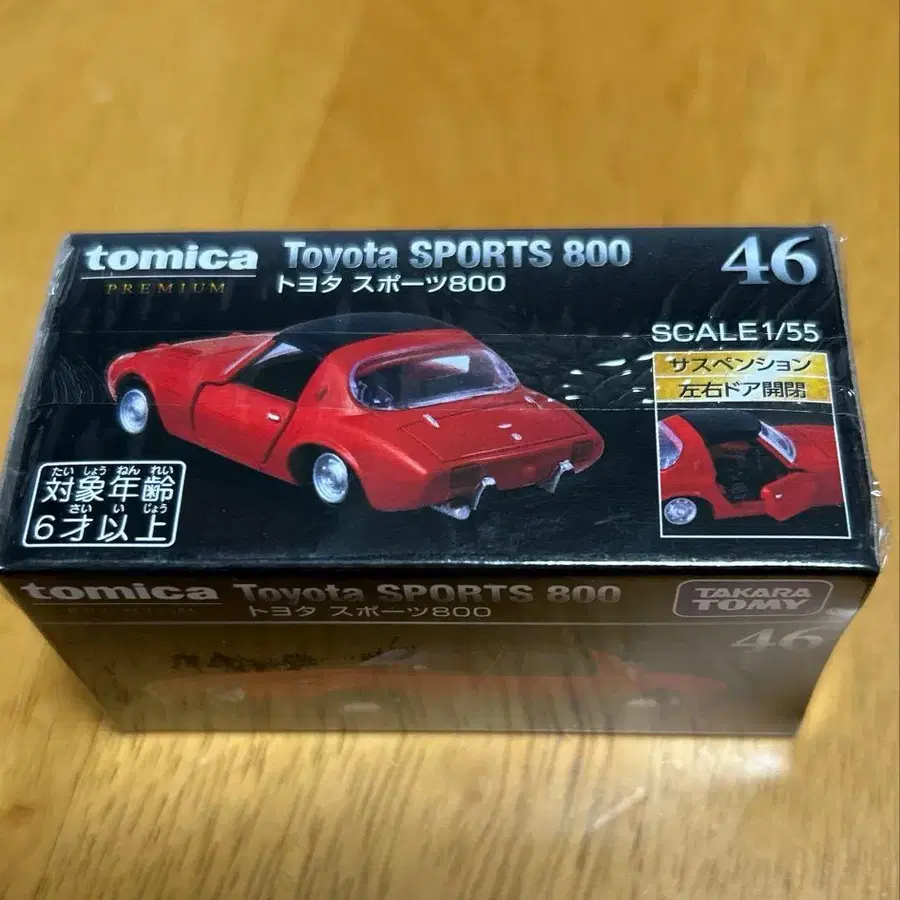 tomica
PREMIUM
Toyota SPORTS 800
トヨタ スポーツ800
46
SCALE 1/55
サスペンション
左右ドア開閉
たい しょう ねん れい
対象年齢
さい い じょう
6才以上
tomica
Toyota SPORTS 800
トヨタ スポーツ800
TAKARA
TOMY
46